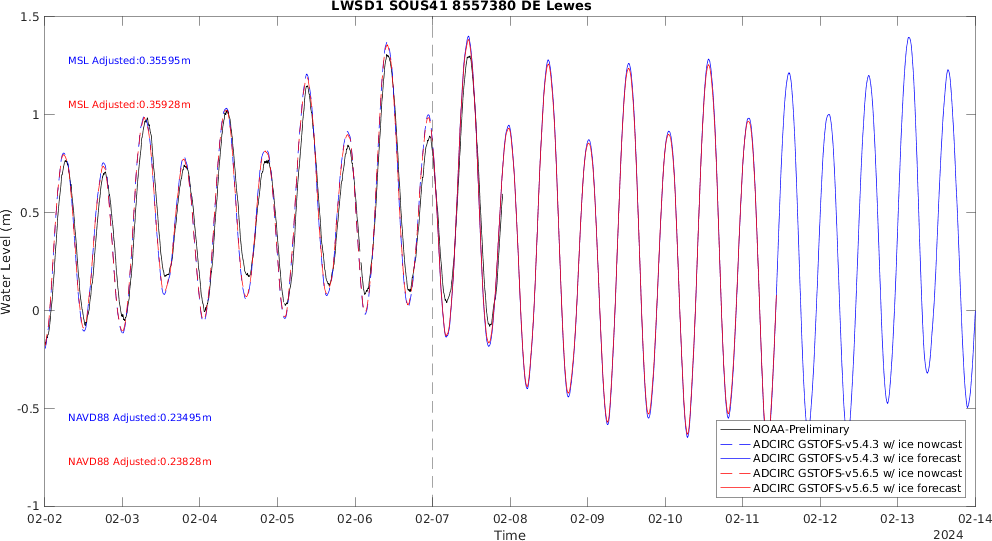 LWSD1 SOUS41 8557380 DE Lewes
1.5
1
0.5
0
-0.5
-1
Water Level (m)
MSL Adjusted:0.35595m
MSL Adjusted:0.35928m
NAVD88 Adjusted:0.23495m
NAVD88 Adjusted:0.23828m
NOAA-Preliminary
ADCIRC GSTOFS-v5.4.3 w/ ice nowcast
ADCIRC GSTOFS-v5.4.3 w/ ice forecast
ADCIRC GSTOFS-v5.6.5 w/ ice nowcast
ADCIRC GSTOFS-v5.6.5 w/ ice forecast
02-02 02-03 02-04 02-05 02-06 02-07 02-08 02-09 02-10 02-11 02-12 02-13 02-14
Time
2024